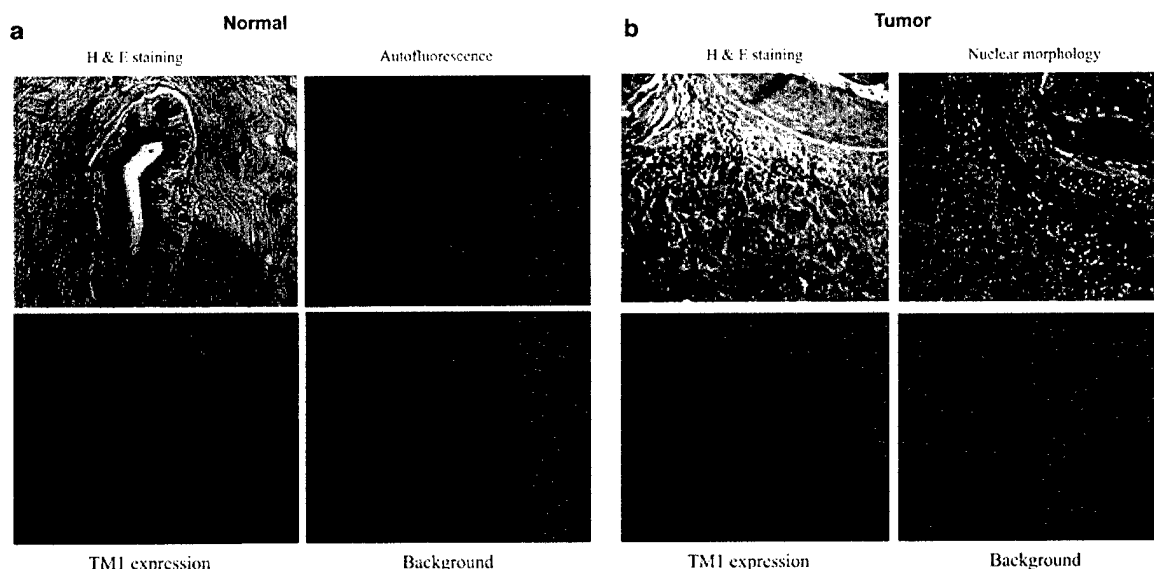 a
Normal
H & E staining
Autofluorescence
TM1 expression
Background
b
Tumor
H & E staining
Nuclear morphology
TM1 expression
Background